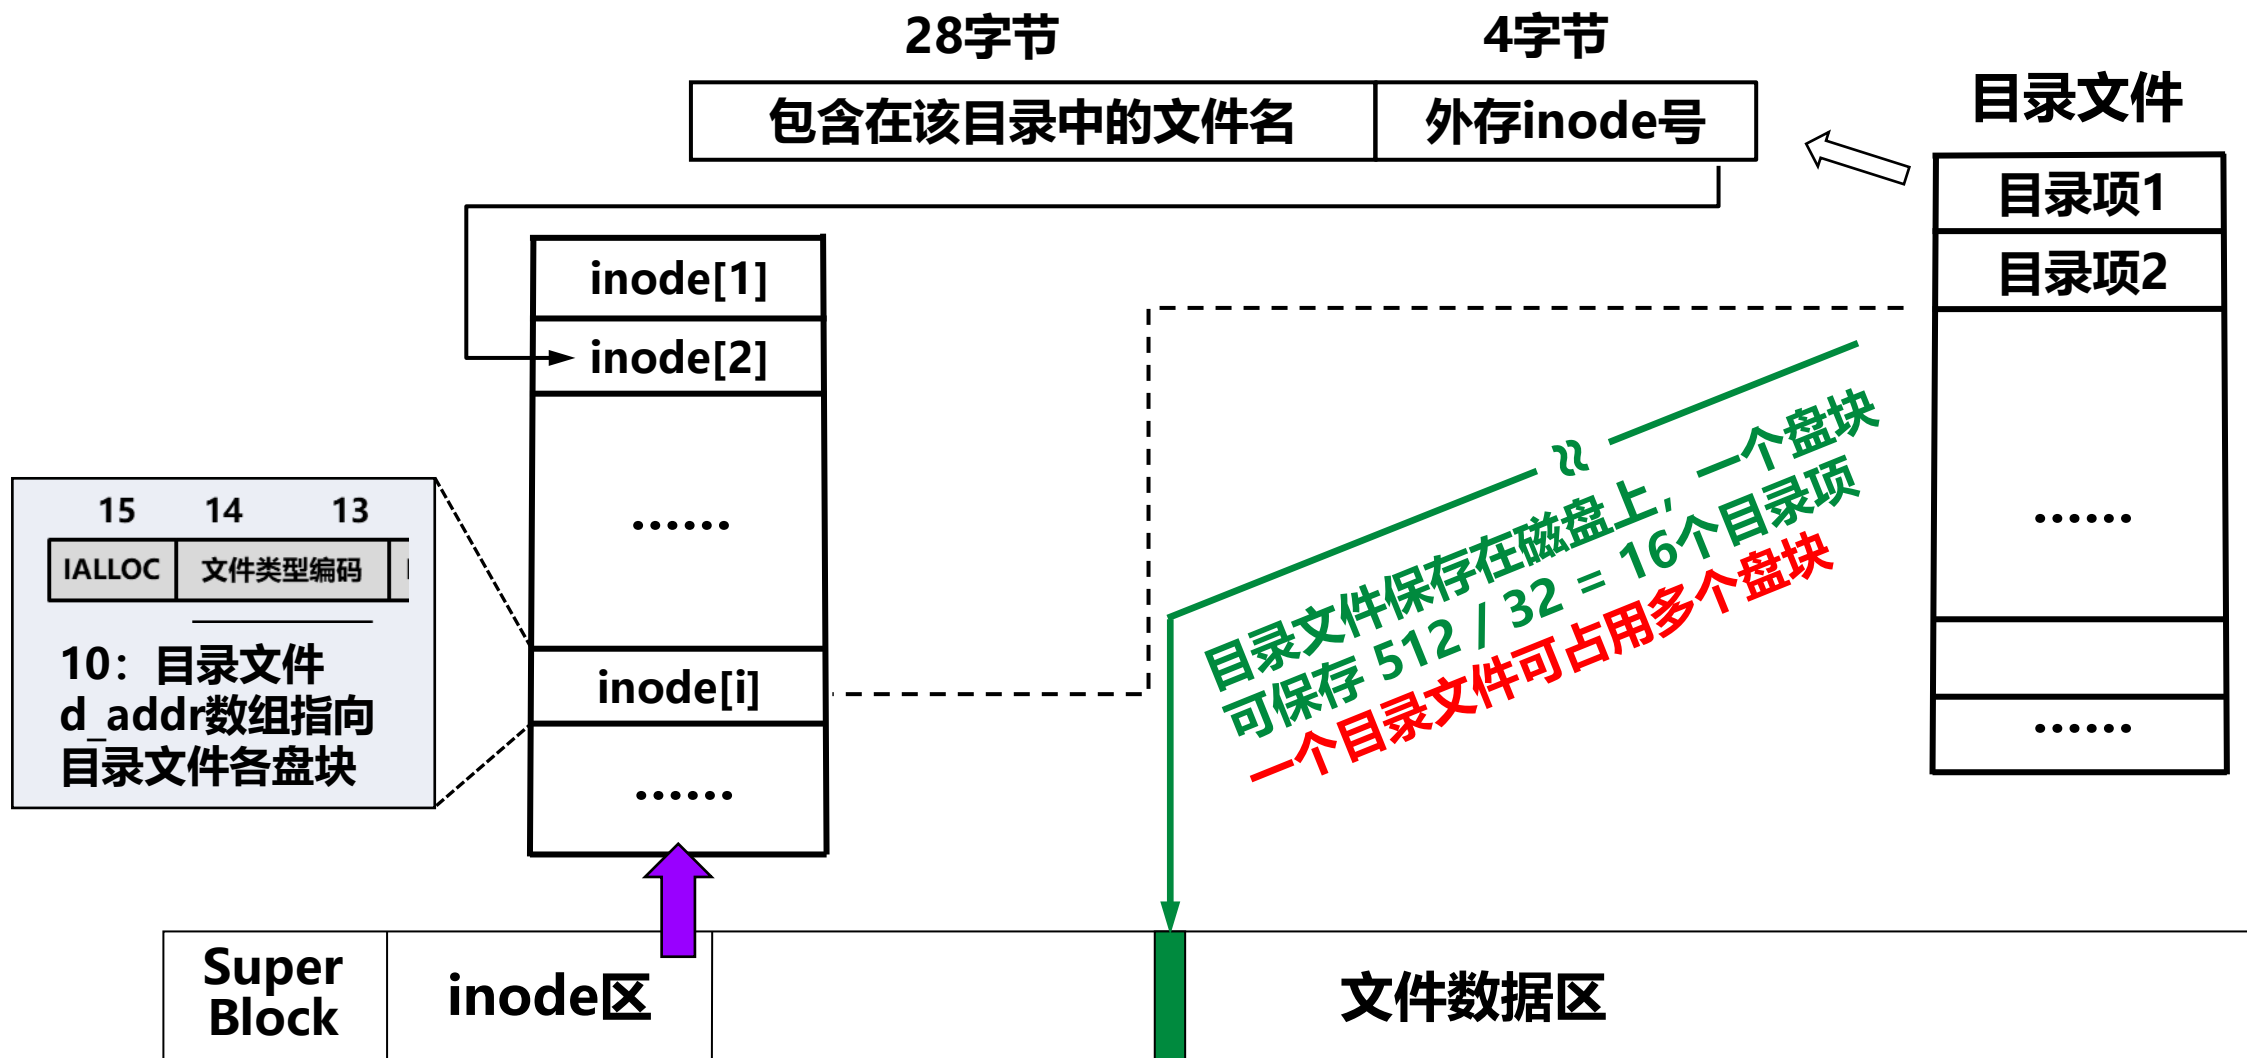 28字节
4字节
包含在该目录中的文件名
外存inode号
目录文件
目录项1
目录项2
......
......
inode[1]
inode[2]
......
inode[i]
......
15 14 13
IALLOC 文件类型编码
10：目录文件
d_addr数组指向
目录文件各盘块
≈
目录文件保存在磁盘上，一个盘块
可保存 512 / 32 = 16个目录项
一个目录文件可占用多个盘块
Super
Block
inode区
文件数据区